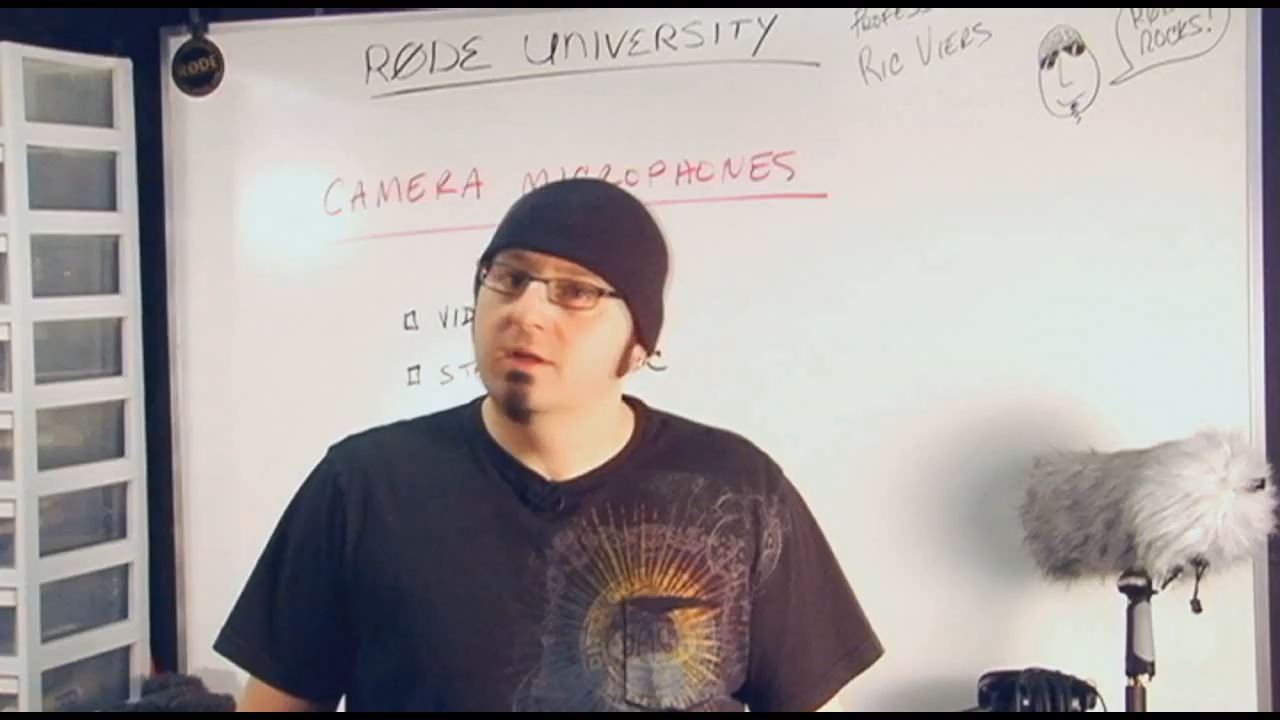 RØDE UNIVERSITY
Ric Viers
RØDE
ROCKS!
RØDE
CAMERA MICROPHONES